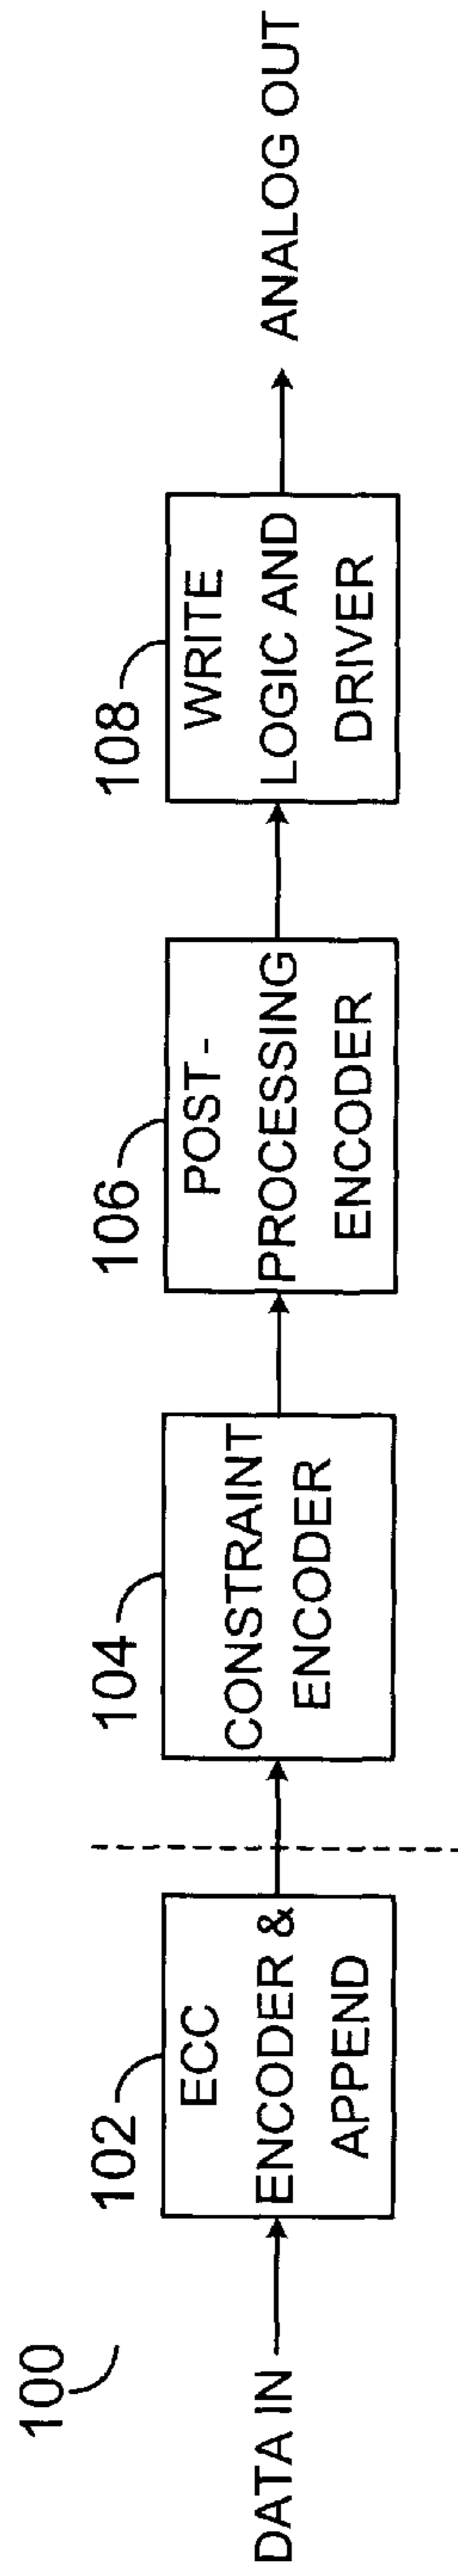 100
DATA IN
102
ECC
ENCODER &
APPEND
104
CONSTRAINT
ENCODER
106
POST-
PROCESSING
ENCODER
108
WRITE
LOGIC AND
DRIVER
ANALOG OUT